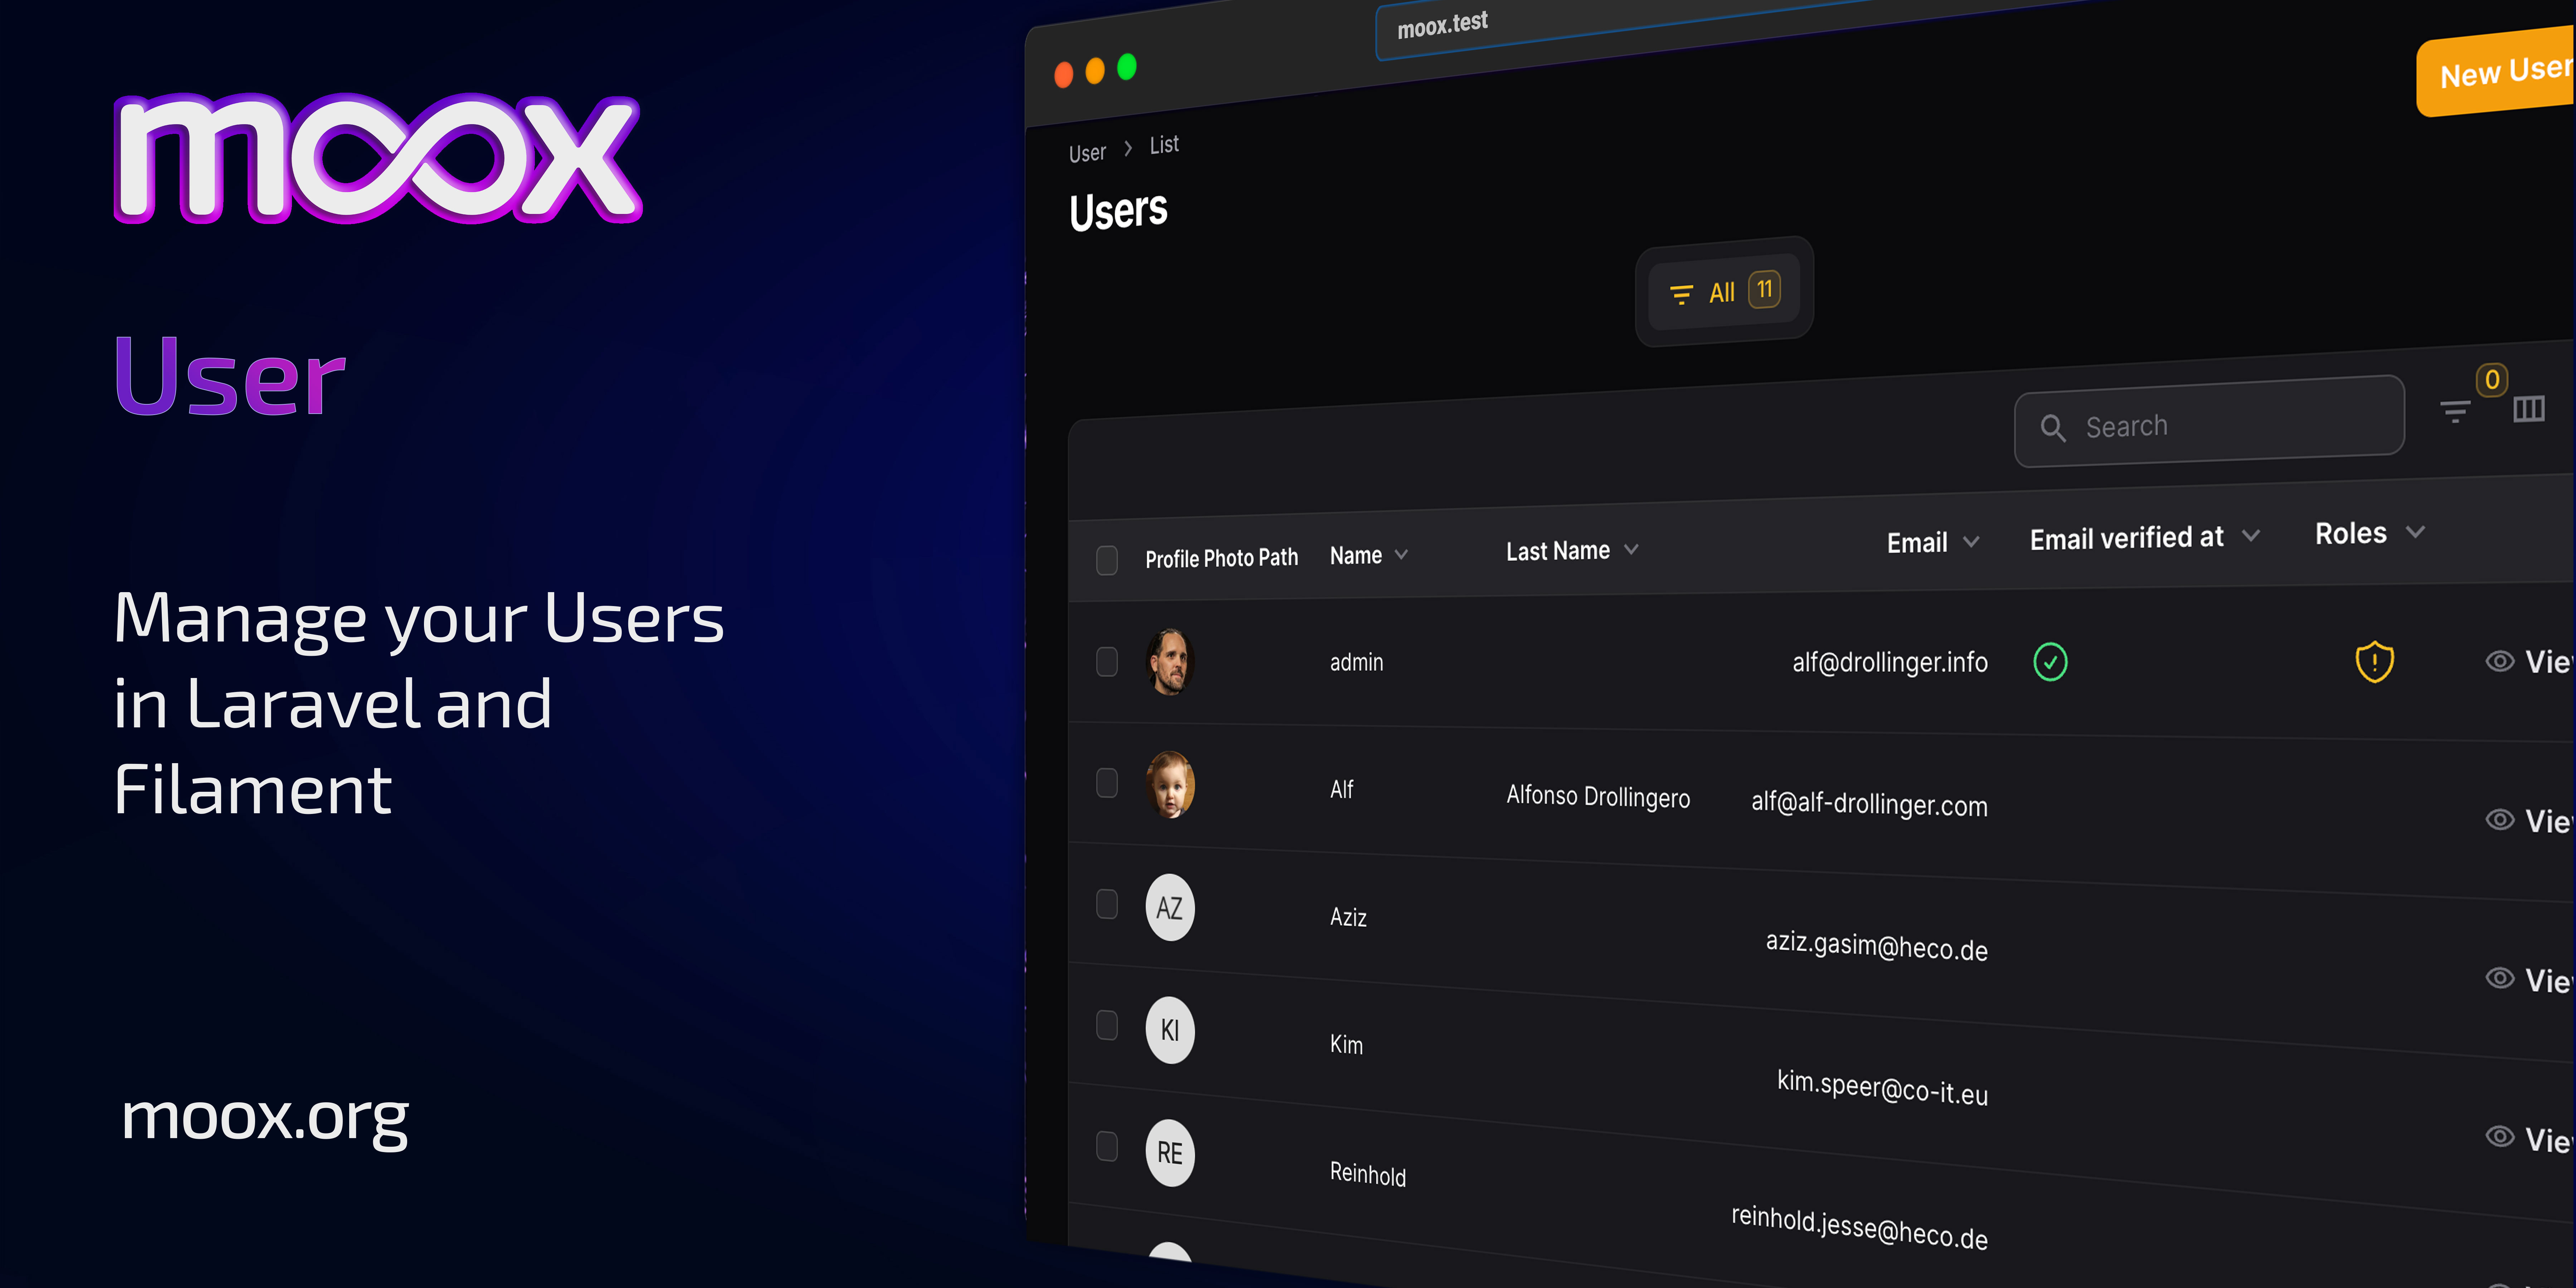 moox
User
Manage your Users
in Laravel and
Filament
moox.org
moox.test
New User
User > List
Users
All 11
Search
0
Profile Photo Path Name Last Name Email Email verified at Roles
admin alf@drollinger.info Vie
Alf Alfonso Drollingero alf@alf-drollinger.com Vie
AZ Aziz aziz.gasim@heco.de Vie
KI Kim kim.speer@co-it.eu Vie
RE Reinhold reinhold.jesse@heco.de